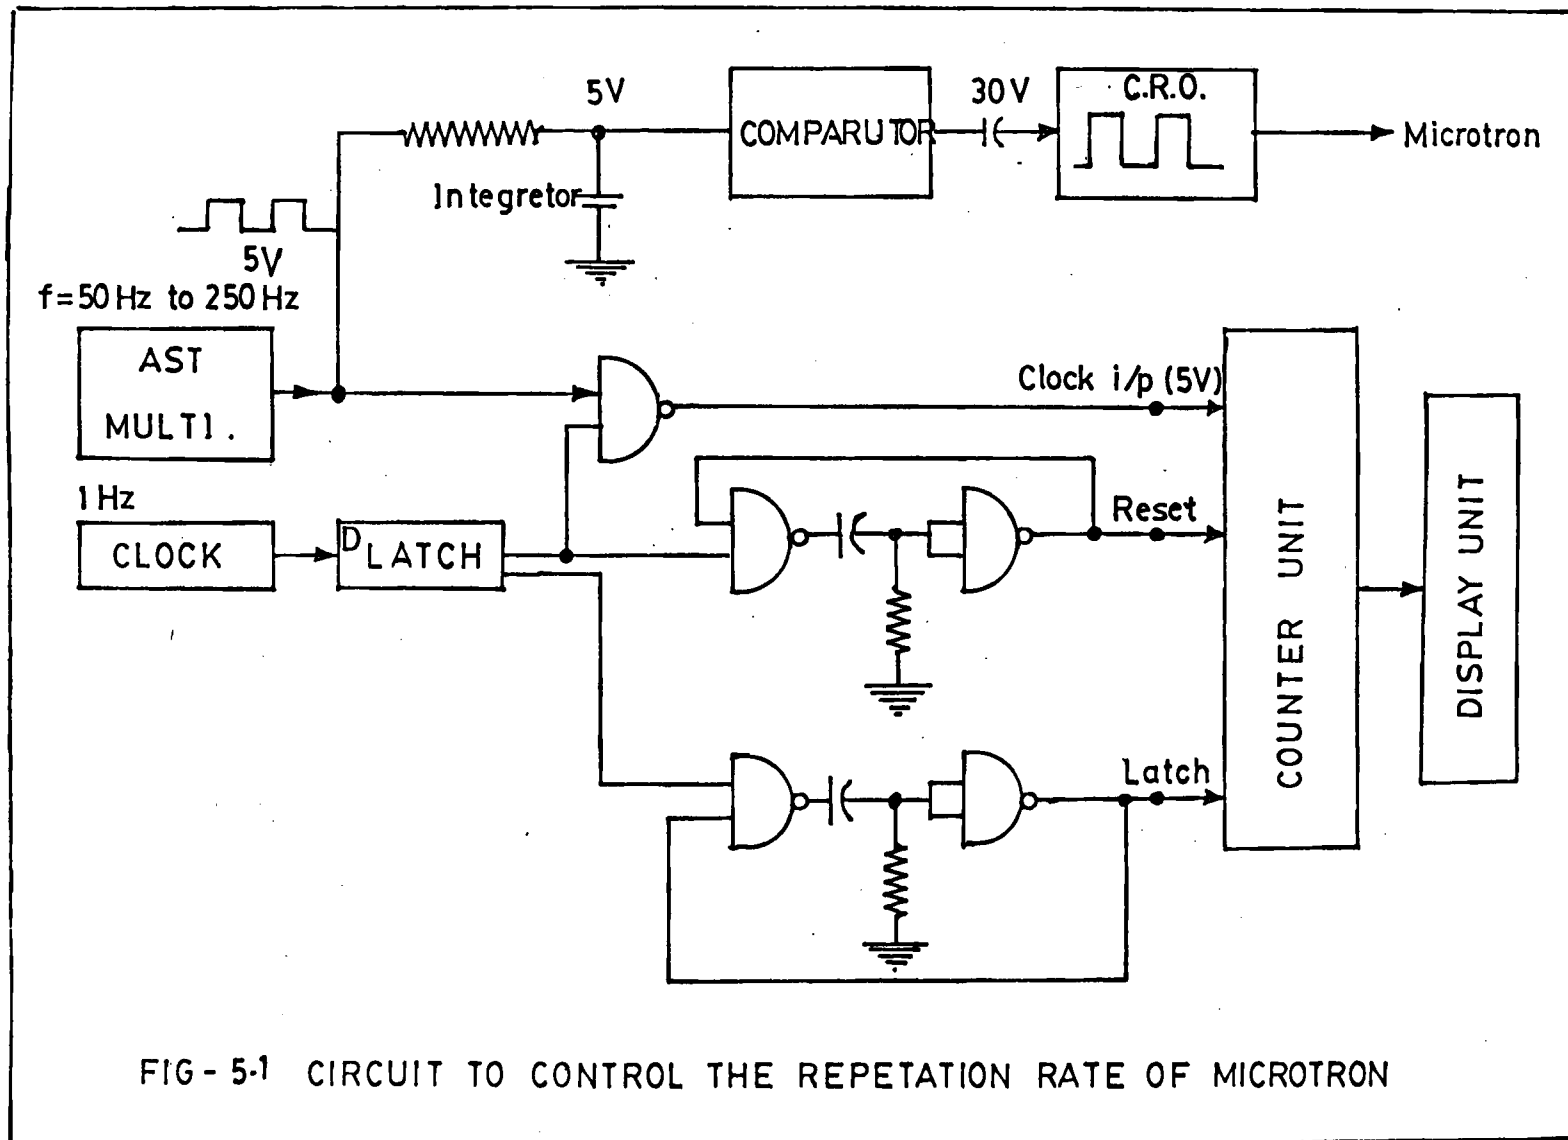 5V
COMPARUTOR
30V
C.R.O.
Microtron
Integretor
5V
f=50Hz to 250Hz
AST
MULTI.
Clock i/p (5V)
1Hz
CLOCK
D
LATCH
Reset
Latch
COUNTER UNIT
DISPLAY UNIT
FIG-5.1 CIRCUIT TO CONTROL THE REPETATION RATE OF MICROTRON